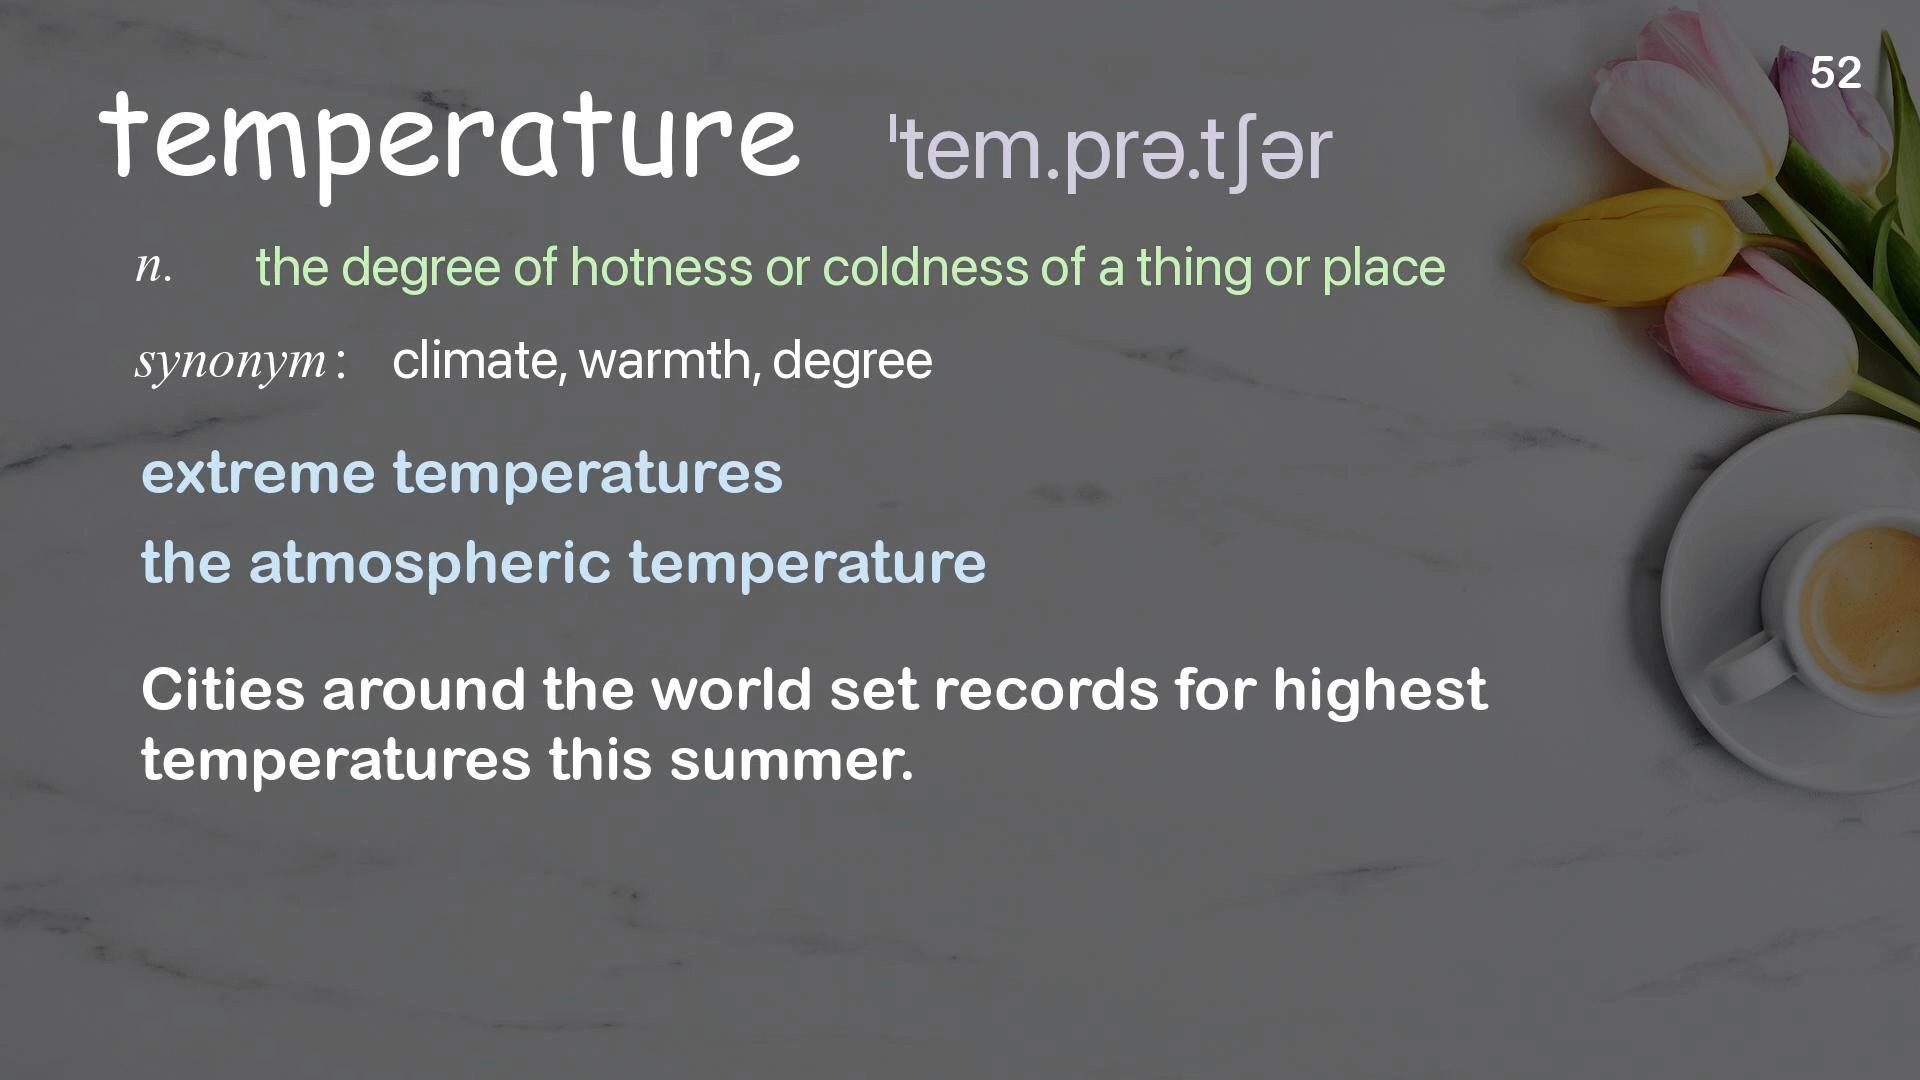 52
temperature ˈtem.prə.tʃər
n. the degree of hotness or coldness of a thing or place
synonym: climate, warmth, degree
extreme temperatures
the atmospheric temperature
Cities around the world set records for highest
temperatures this summer.